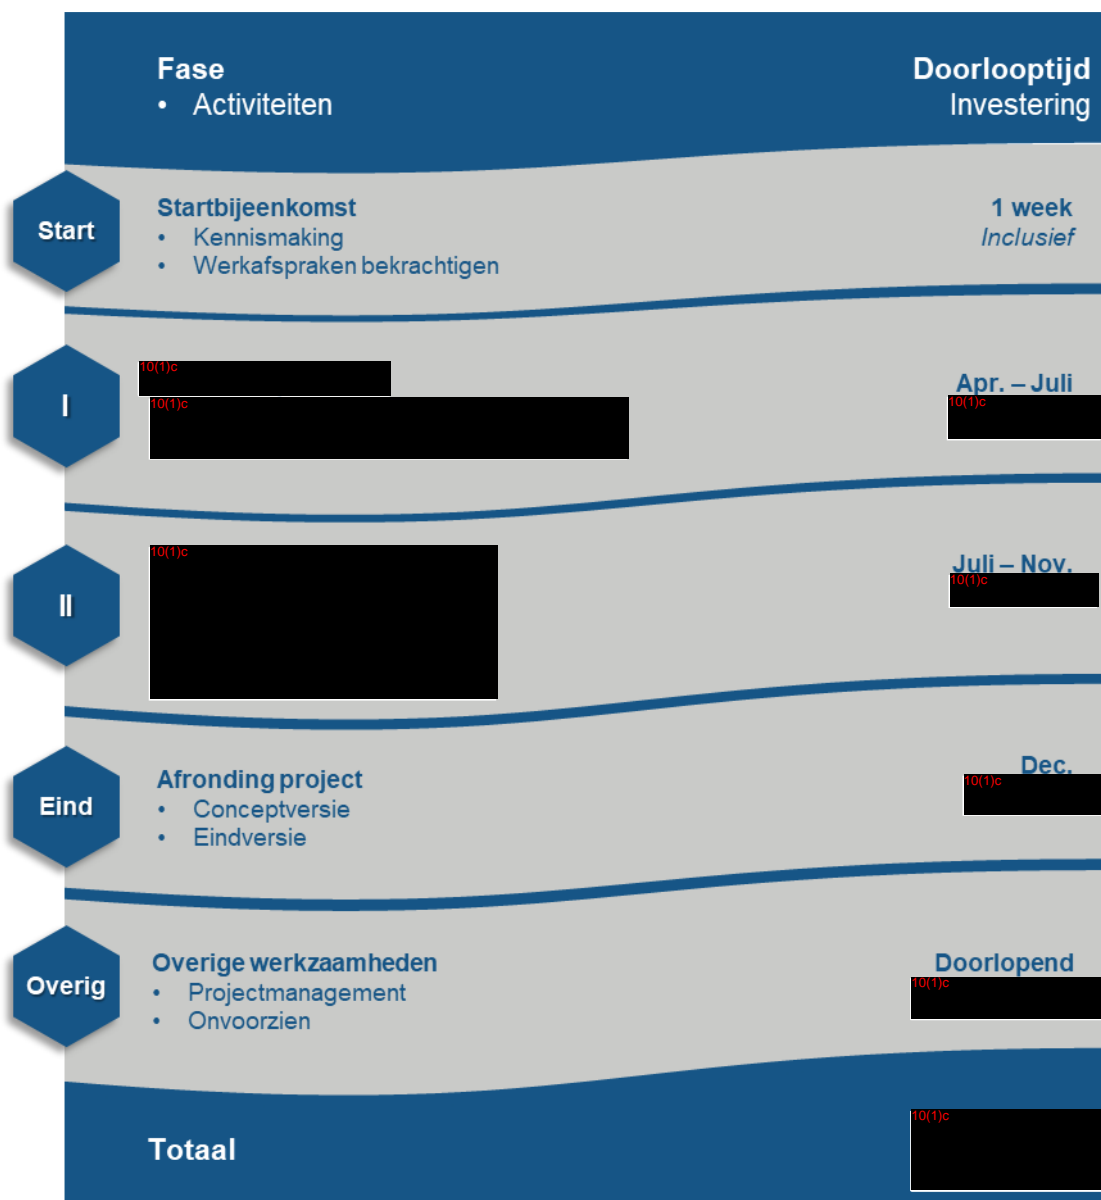 Fase
• Activiteiten
Doorlooptijd
Investering
Start
Startbijeenkomst
• Kennismaking
• Werkafspraken bekrachtigen
1 week
Inclusief
I
10(1)c
10(1)c
Apr. – Juli
10(1)c
II
10(1)c
Juli – Nov.
10(1)c
Eind
Afronding project
• Conceptversie
• Eindversie
Dec.
10(1)c
Overig
Overige werkzaamheden
• Projectmanagement
• Onvoorzien
Doorlopend
10(1)c
Totaal
10(1)c